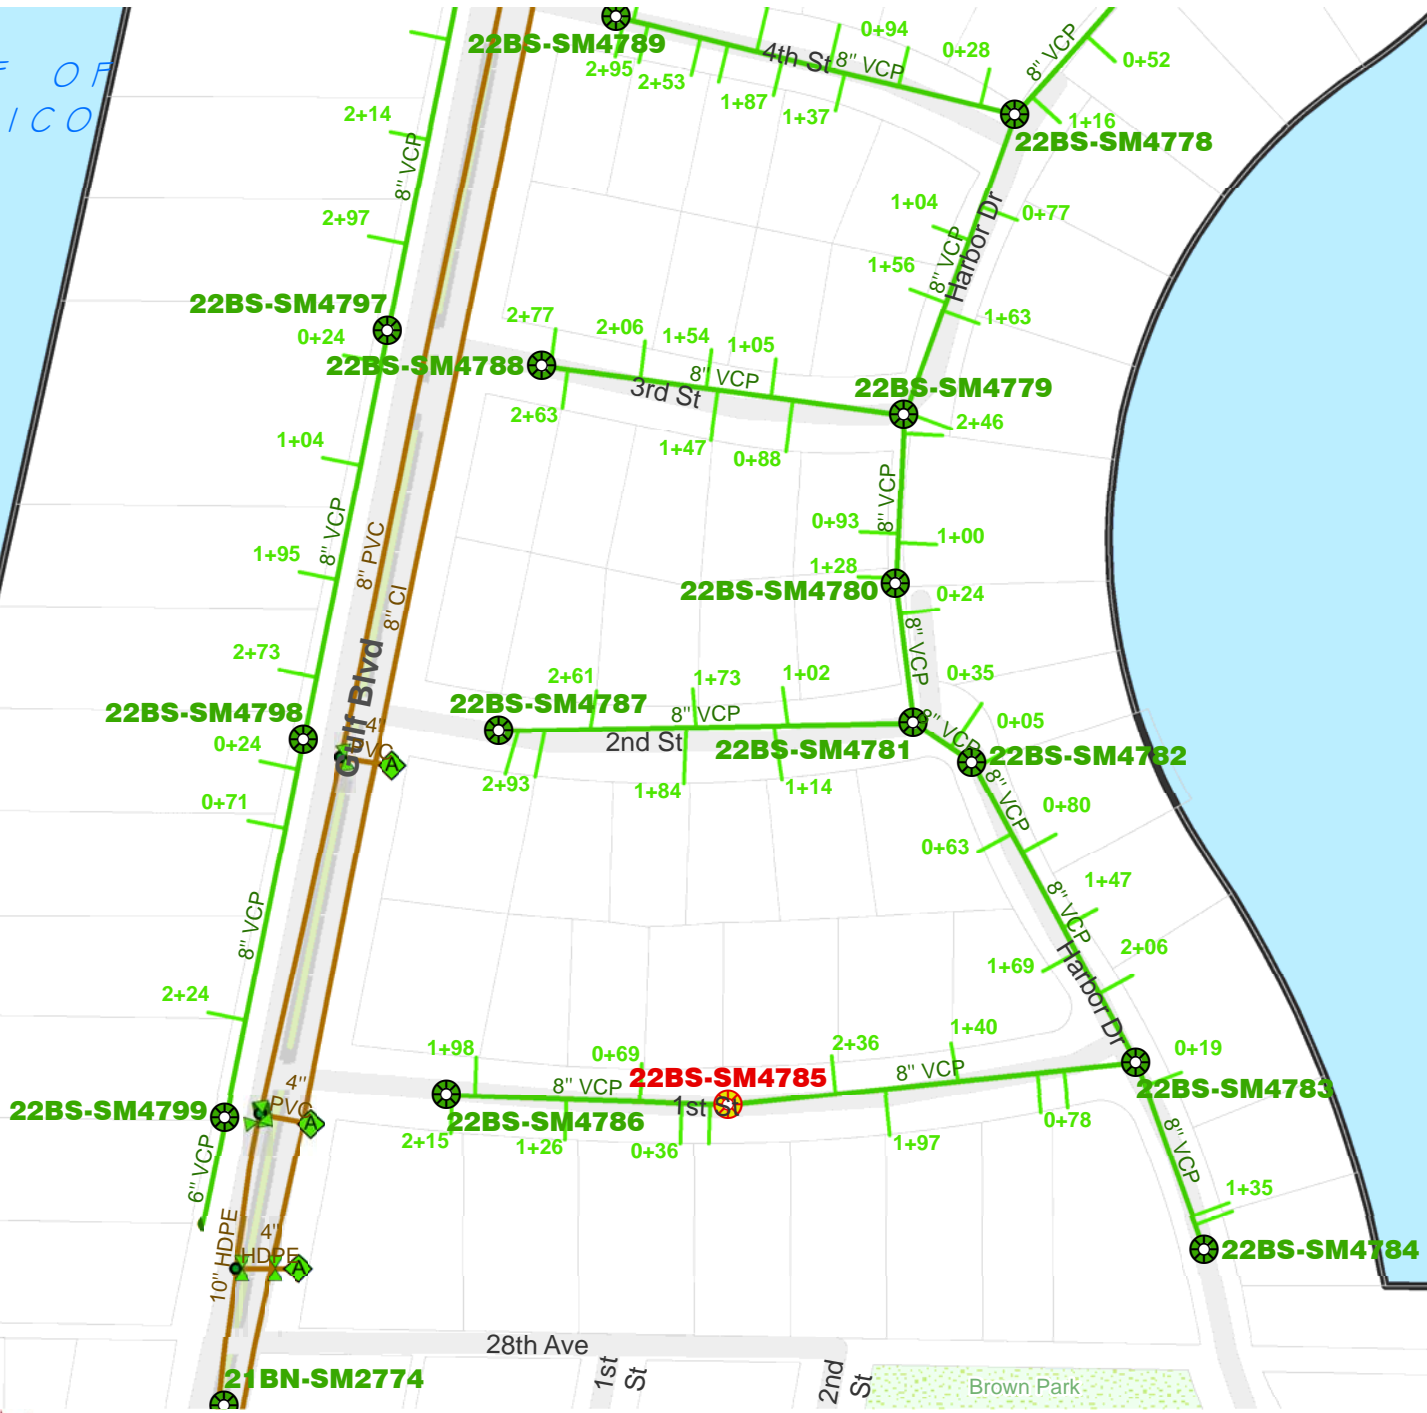 22BS-SM4789
4th St
8" VCP
0+94
0+28
8" VCP
0+52
2+95
2+53
1+87
1+37
1+16
22BS-SM4778
F OF
ICO
2+14
8" VCP
2+97
1+04
0+77
Harbor Dr
8" VCP
1+56
1+63
22BS-SM4797
0+24
22BS-SM4788
2+77
2+06
1+54
1+05
8" VCP
3rd St
22BS-SM4779
2+63
1+47
0+88
2+46
1+04
8" VCP
1+95
8" PVC
8" CI
8" VCP
0+93
1+00
1+28
22BS-SM4780
0+24
8" VCP
2+73
Gulf Blvd
22BS-SM4798
0+24
4"
PVC
A
0+71
22BS-SM4787
2+61
1+73
1+02
8" VCP
2nd St
22BS-SM4781
2+93
1+84
1+14
0+35
8" VCP
0+05
22BS-SM4782
8" VCP
0+80
0+63
8" VCP
1+47
2+06
1+69
Harbor Dr
8" VCP
2+24
1+98
0+69
2+36
1+40
8" VCP
8" VCP
22BS-SM4785
1st St
0+19
22BS-SM4783
22BS-SM4799
4"
PVC
A
22BS-SM4786
2+15
1+26
0+36
1+97
0+78
8" VCP
6" VCP
1+35
22BS-SM4784
10" HDPE
4"
HDPE
A
28th Ave
21BN-SM2774
1st
St
2nd
St
Brown Park